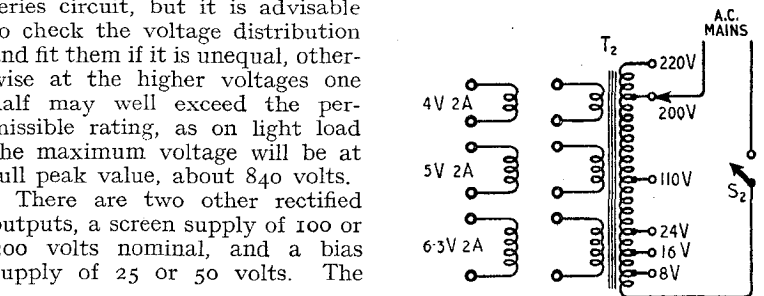 series circuit, but it is advisable
to check the voltage distribution
and fit them if it is unequal, other-
wise at the higher voltages one
half may well exceed the per-
missible rating, as on light load
the maximum voltage will be at
full peak value, about 840 volts.
There are two other rectified
outputs, a screen supply of 100 or
volts nominal, and a bias
supply of 25 or 50 volts. The
A.C.
MAINS
T2
220V
200V
4V 2A
5V 2A
110V
S2
6·3V 2A
24V
16V
8V